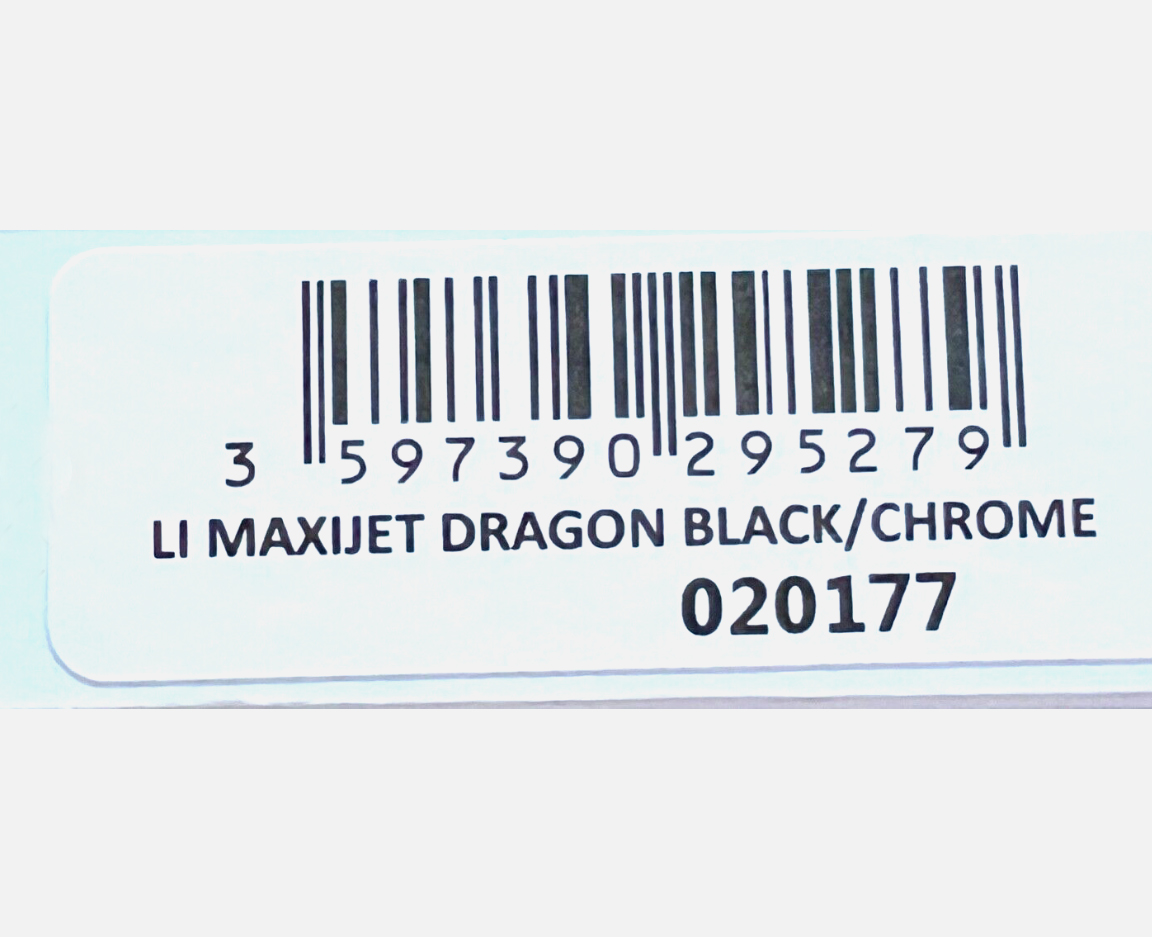 3 597390 295279
LI MAXIJET DRAGON BLACK/CHROME
020177